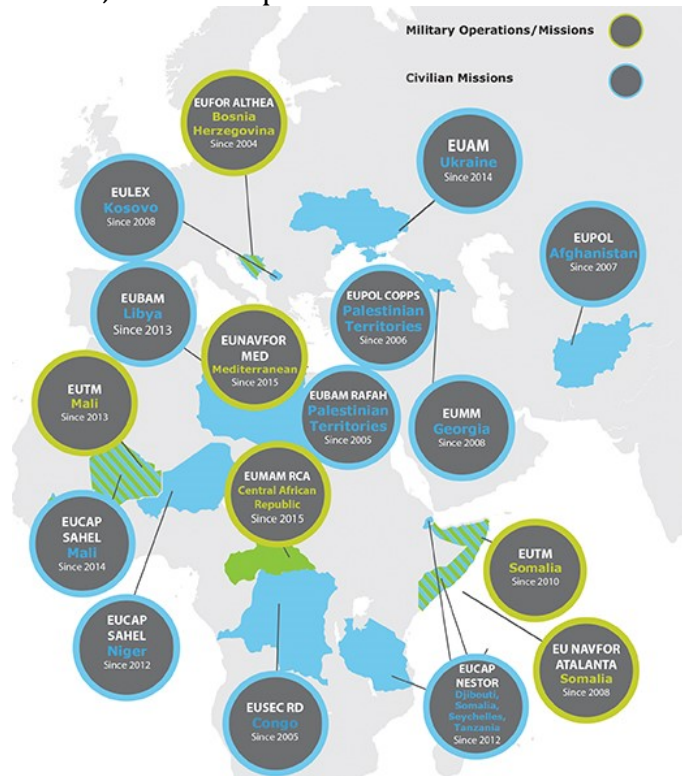 Military Operations/Missions
Civilian Missions
EUFOR ALTHEA
Bosnia
Herzegovina
Since 2004
EUAM
Ukraine
Since 2014
EULEX
Kosovo
Since 2008
EUPOL
Afghanistan
Since 2007
EUBAM
Libya
Since 2013
EUPOL COPPS
Palestinian
Territories
Since 2006
EUNAVFOR
MED
Mediterranean
Since 2015
EUTM
Mali
Since 2013
EUBAM RAFAH
Palestinian
Territories
Since 2005
EUMM
Georgia
Since 2008
EUMAM RCA
Central African
Republic
Since 2015
EUCAP
SAHEL
Mali
Since 2014
EUTM
Somalia
Since 2010
EUCAP
SAHEL
Niger
Since 2012
EU NAVFOR
ATALANTA
Somalia
Since 2008
EUSEC RD
Congo
Since 2005
EUCAP
NESTOR
Djibouti,
Somalia,
Seychelles,
Tanzania
Since 2012